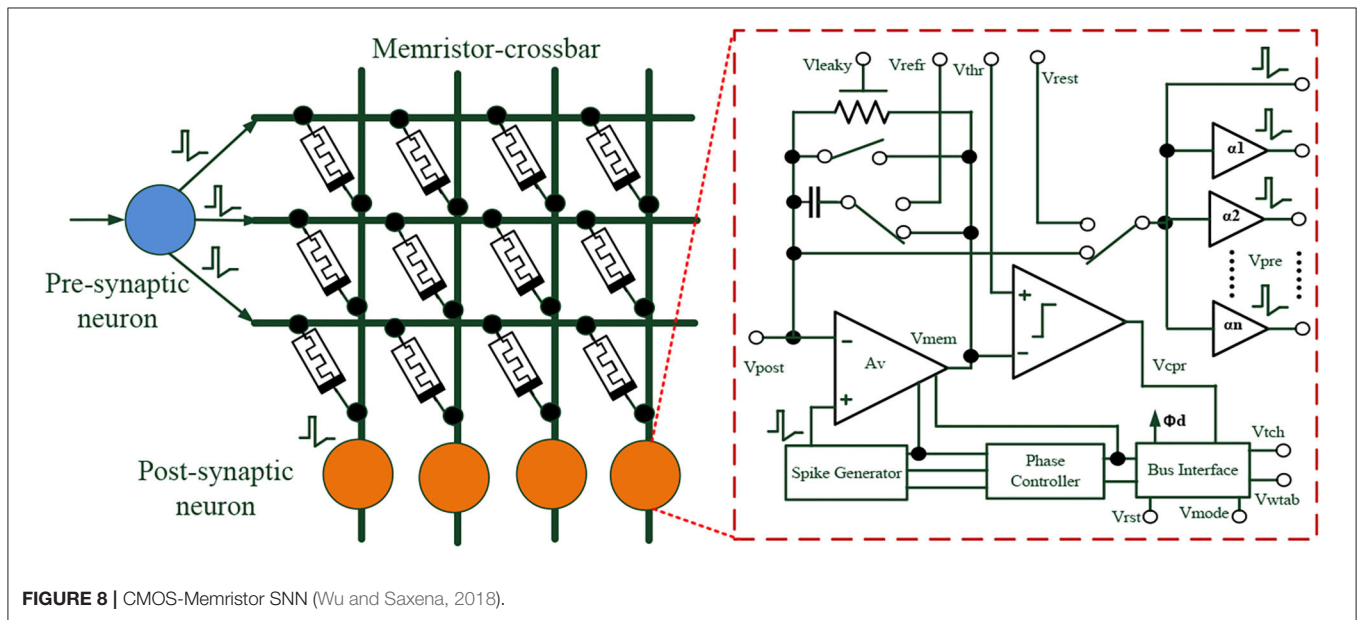 Memristor-crossbar
Pre-synaptic
neuron
Post-synaptic
neuron
Vleaky
Vrefr
Vthr
Vrest
α1
α2
Vpre
αn
Vpost
−
Av
+
Vmem
+
−
Vcpr
Φd
Spike Generator
Phase
Controller
Bus Interface
Vtch
Vwtab
Vrst
Vmode
FIGURE 8 | CMOS-Memristor SNN (Wu and Saxena, 2018).